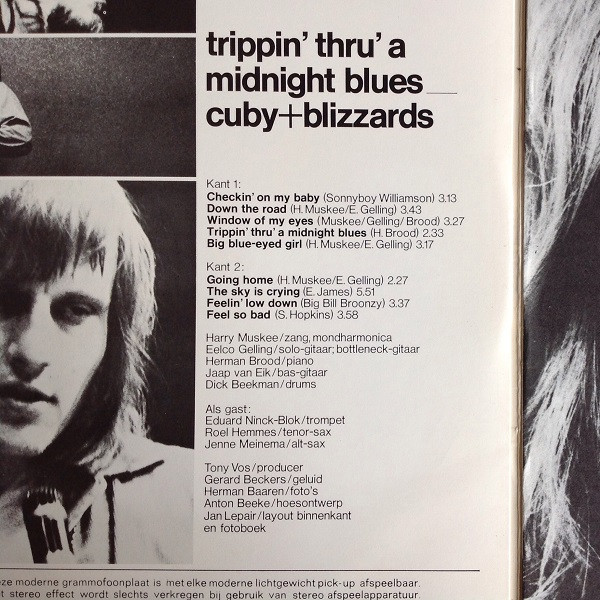 trippin' thru' a
midnight blues
cuby+blizzards
Kant 1:
Checkin' on my baby (Sonnyboy Williamson) 3.13
Down the road (H. Muskee/E. Gelling) 3.43
Window of my eyes (Muskee/Gelling/Brood) 3.27
Trippin' thru' a midnight blues (H. Brood) 2.33
Big blue-eyed girl (H. Muskee/E. Gelling) 3.17
Kant 2:
Going home (H. Muskee/E. Gelling) 2.27
The sky is crying (E. James) 5.51
Feelin' low down (Big Bill Broonzy) 3.37
Feel so bad (S. Hopkins) 3.58
Harry Muskee/zang, mondharmonica
Eelco Gelling/solo-gitaar; bottleneck-gitaar
Herman Brood/piano
Jaap van Eik/bas-gitaar
Dick Beekman/drums
Als gast:
Eduard Ninck-Blok/trompet
Roel Hemmes/tenor-sax
Jenne Meinema/alt-sax
Tony Vos/producer
Gerard Beckers/geluid
Herman Baaren/foto's
Anton Beeke/hoesontwerp
Jan Lepair/layout binnenkant
en fotoboek
eze moderne grammofoonplaat is met elke moderne lichtgewicht pick-up afspeelbaar.
t stereo effect wordt slechts verkregen bij gebruik van stereo afspeelapparatuur.